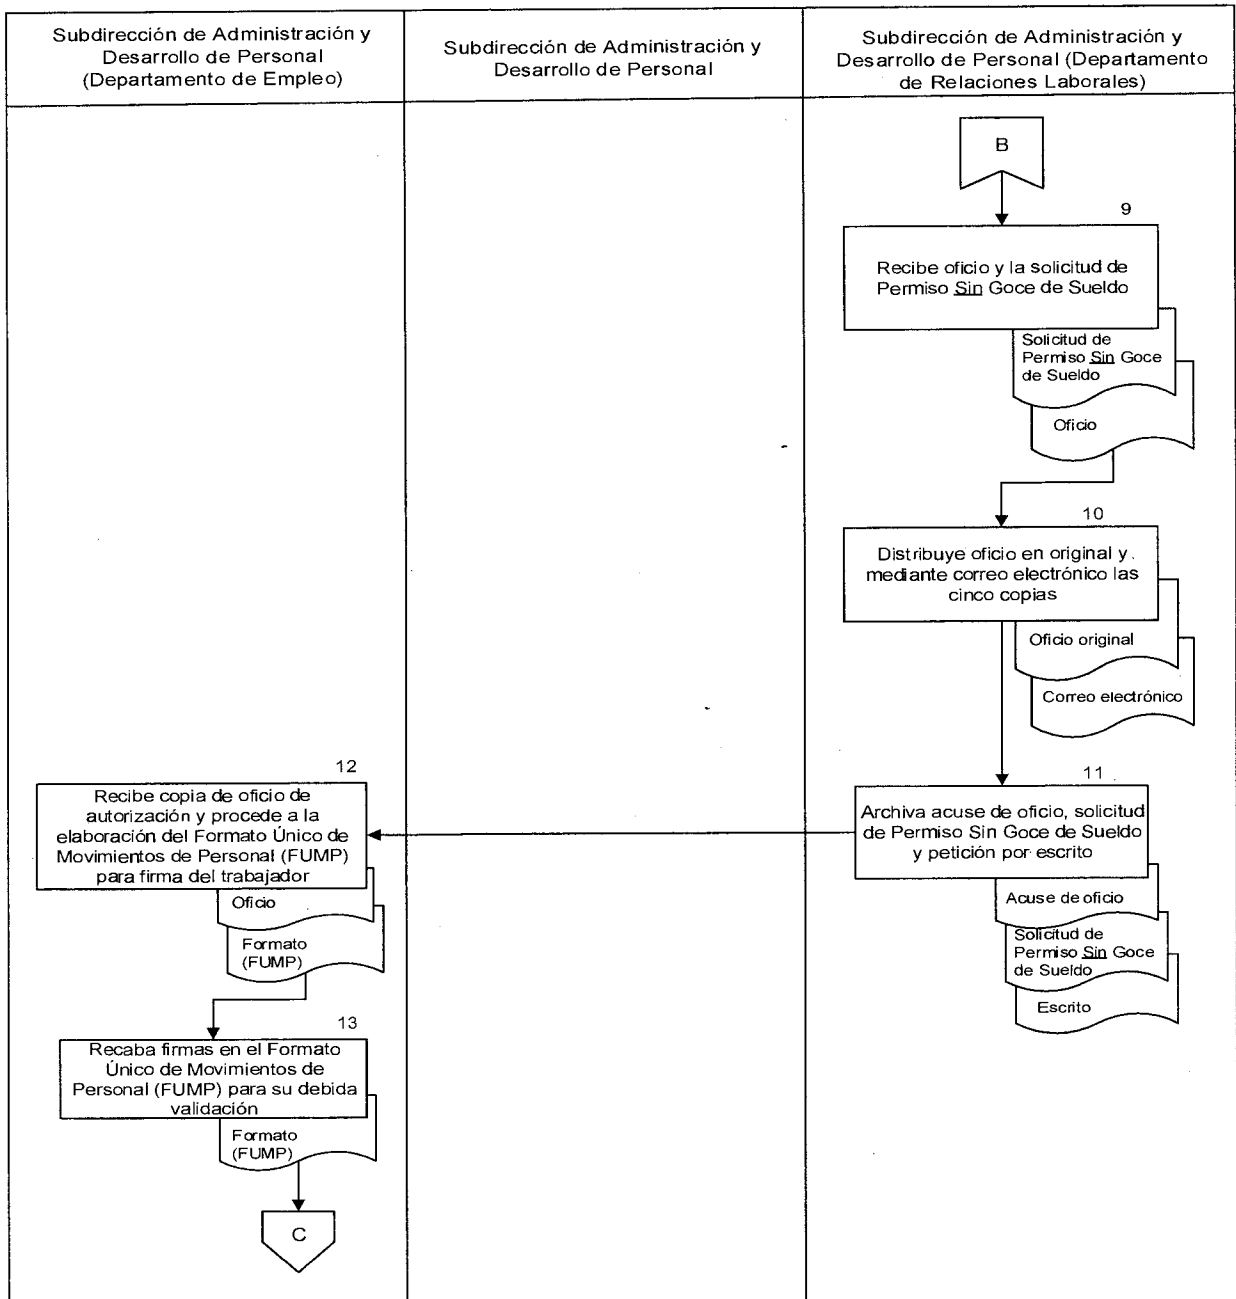 Subdirección de Administración y
Desarrollo de Personal
(Departamento de Empleo)
Subdirección de Administración y
Desarrollo de Personal
Subdirección de Administración y
Desarrollo de Personal (Departamento
de Relaciones Laborales)
B
9
Recibe oficio y la solicitud de
Permiso Sin Goce de Sueldo
Solicitud de
Permiso Sin Goce
de Sueldo
Oficio
10
Distribuye oficio en original y
mediante correo electrónico las
cinco copias
Oficio original
Correo electrónico
11
Archiva acuse de oficio, solicitud
de Permiso Sin Goce de Sueldo
y petición por escrito
Acuse de oficio
Solicitud de
Permiso Sin Goce
de Sueldo
Escrito
12
Recibe copia de oficio de
autorización y procede a la
elaboración del Formato Único de
Movimientos de Personal (FUMP)
para firma del trabajador
Oficio
Formato
(FUMP)
13
Recaba firmas en el Formato
Único de Movimientos de
Personal (FUMP) para su debida
validación
Formato
(FUMP)
C